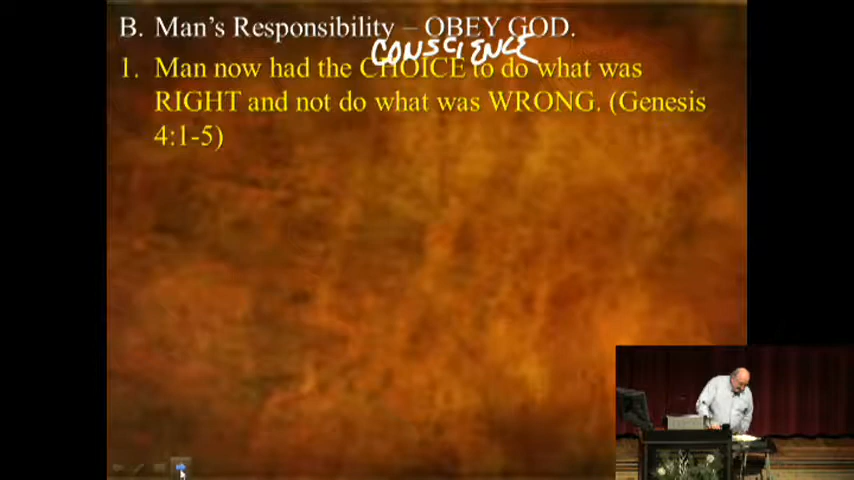 B. Man's Responsibility – OBEY GOD.
CONSCIENCE
1. Man now had the CHOICE to do what was
RIGHT and not do what was WRONG. (Genesis
4:1-5)